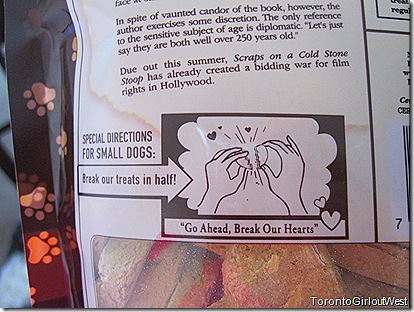 In spite of vaunted candor of the book, however, the
author exercises some discretion. The only reference
to the sensitive subject of age is diplomatic. "Let's just
say they are both well over 250 years old."
Due out this summer, Scraps on a Cold Stone
Stoop has already created a bidding war for film
rights in Hollywood.
SPECIAL DIRECTIONS
FOR SMALL DOGS:
Break our treats in half!
"Go Ahead, Break Our Hearts"
7
TorontoGirloutWest